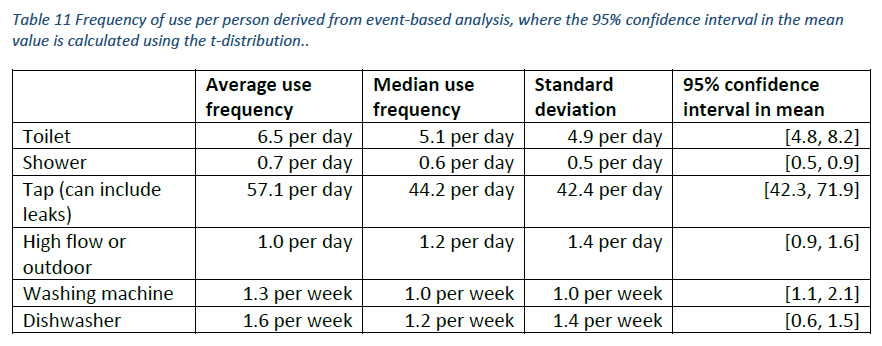 Table 11 Frequency of use per person derived from event-based analysis, where the 95% confidence interval in the mean
value is calculated using the t-distribution..
Average use Median use Standard 95% confidence
frequency frequency deviation interval in mean
Toilet 6.5 per day 5.1 per day 4.9 per day [4.8, 8.2]
Shower 0.7 per day 0.6 per day 0.5 per day [0.5, 0.9]
Tap (can include 57.1 per day 44.2 per day 42.4 per day [42.3, 71.9]
leaks)
High flow or 1.0 per day 1.2 per day 1.4 per day [0.9, 1.6]
outdoor
Washing machine 1.3 per week 1.0 per week 1.0 per week [1.1, 2.1]
Dishwasher 1.6 per week 1.2 per week 1.4 per week [0.6, 1.5]